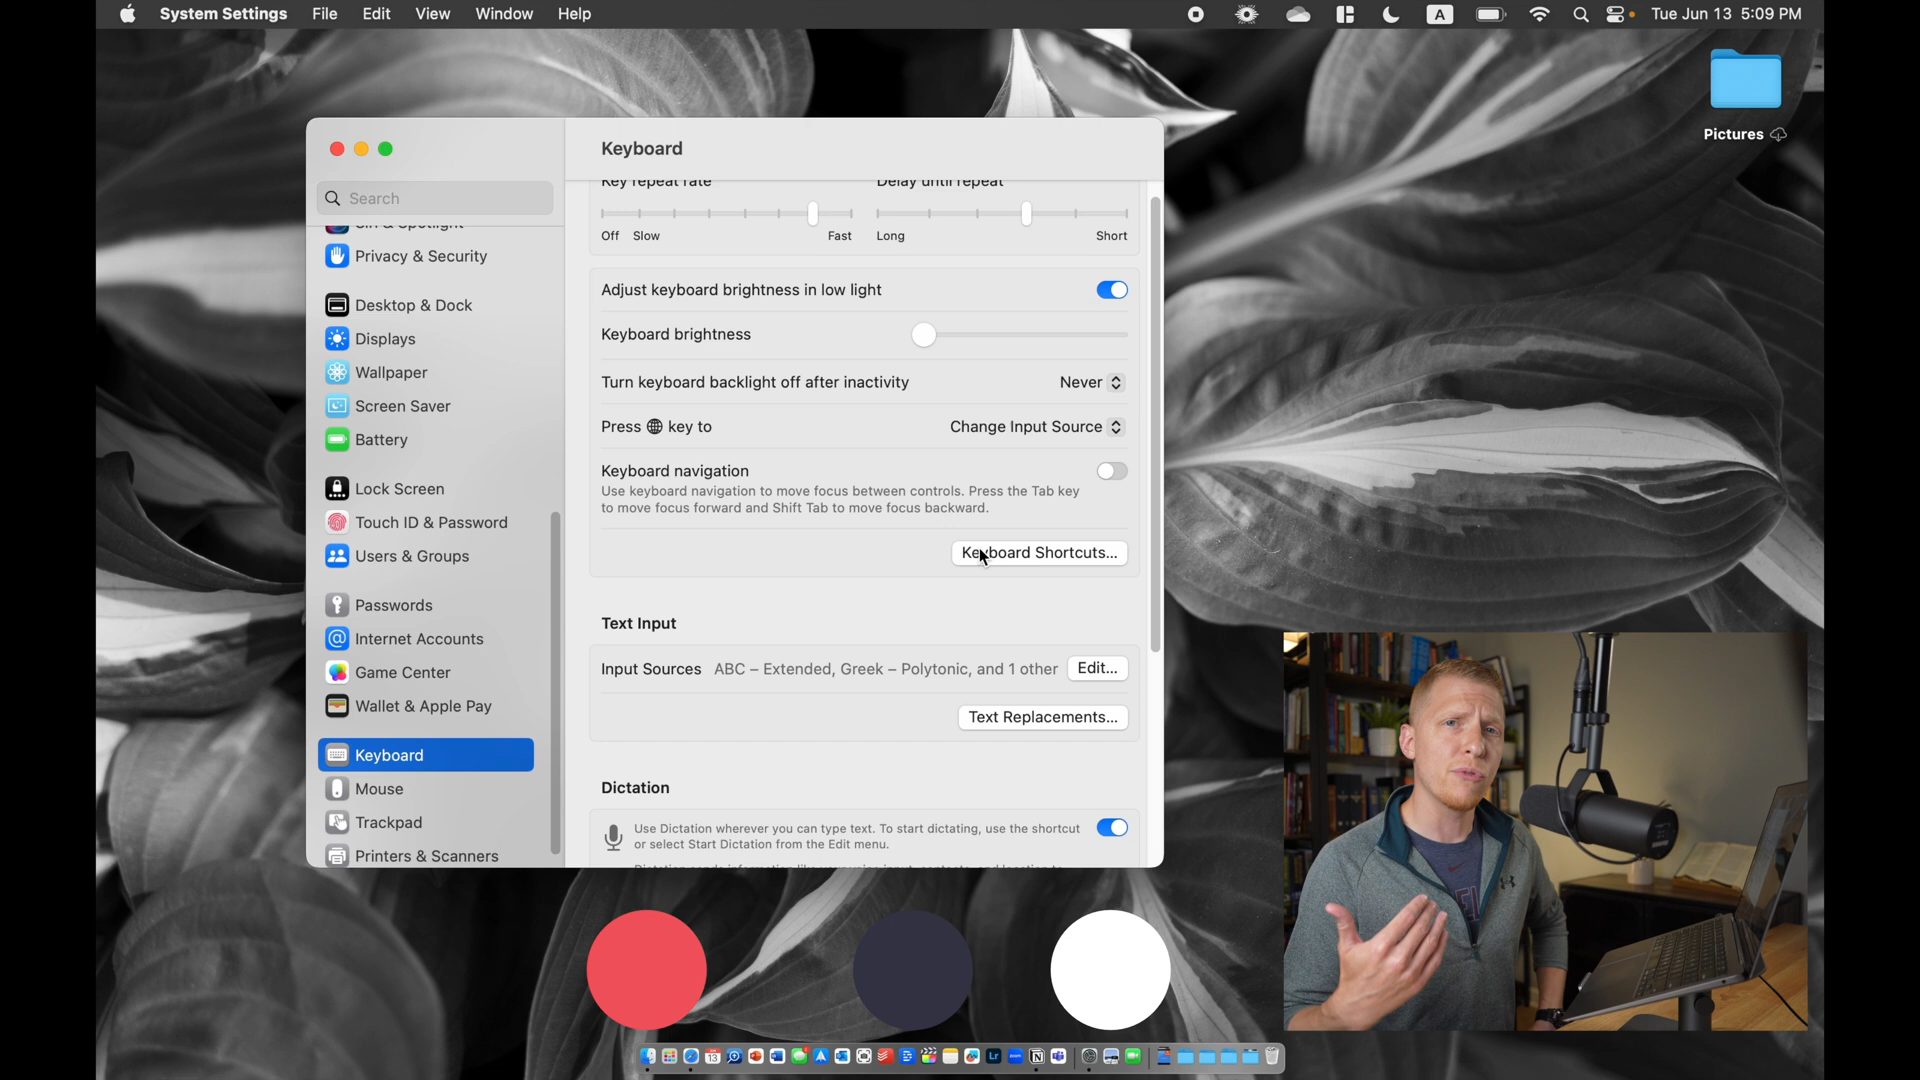 System Settings File Edit View Window Help
A
Tue Jun 13 5:09 PM
Pictures
Keyboard
Search
Key repeat rate
Delay until repeat
Off Slow Fast
Long Short
Siri & Spotlight
Privacy & Security
Desktop & Dock
Displays
Wallpaper
Screen Saver
Battery
Lock Screen
Touch ID & Password
Users & Groups
Passwords
Internet Accounts
Game Center
Wallet & Apple Pay
Keyboard
Mouse
Trackpad
Printers & Scanners
Adjust keyboard brightness in low light
Keyboard brightness
Turn keyboard backlight off after inactivity Never
Press key to Change Input Source
Keyboard navigation
Use keyboard navigation to move focus between controls. Press the Tab key
to move focus forward and Shift Tab to move focus backward.
Keyboard Shortcuts...
Text Input
Input Sources ABC – Extended, Greek – Polytonic, and 1 other Edit...
Text Replacements...
Dictation
Use Dictation wherever you can type text. To start dictating, use the shortcut
or select Start Dictation from the Edit menu.
13
Lr